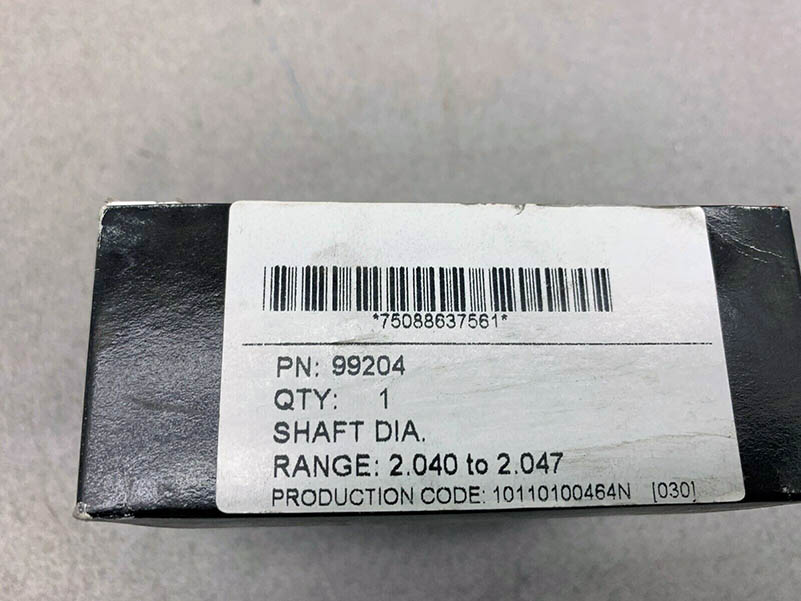 *75088637561*
PN: 99204
QTY: 1
SHAFT DIA.
RANGE: 2.040 to 2.047
PRODUCTION CODE: 10110100464N [030]